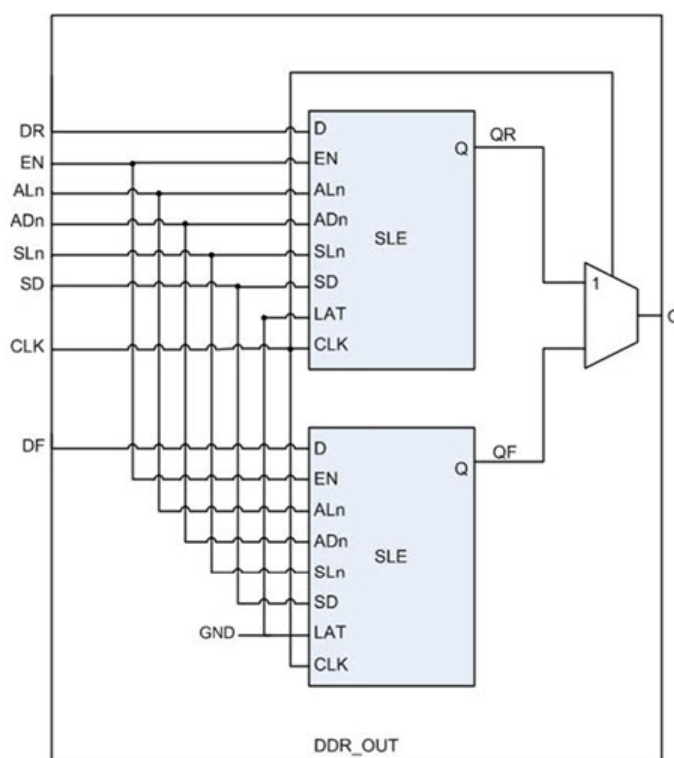 DR
EN
ALn
ADn
SLn
SD
CLK
DF
D
EN
ALn
ADn
SLn
SD
LAT
CLK
SLE
Q
QR
1
D
EN
ALn
ADn
SLn
SD
LAT
CLK
SLE
Q
QF
GND
DDR_OUT